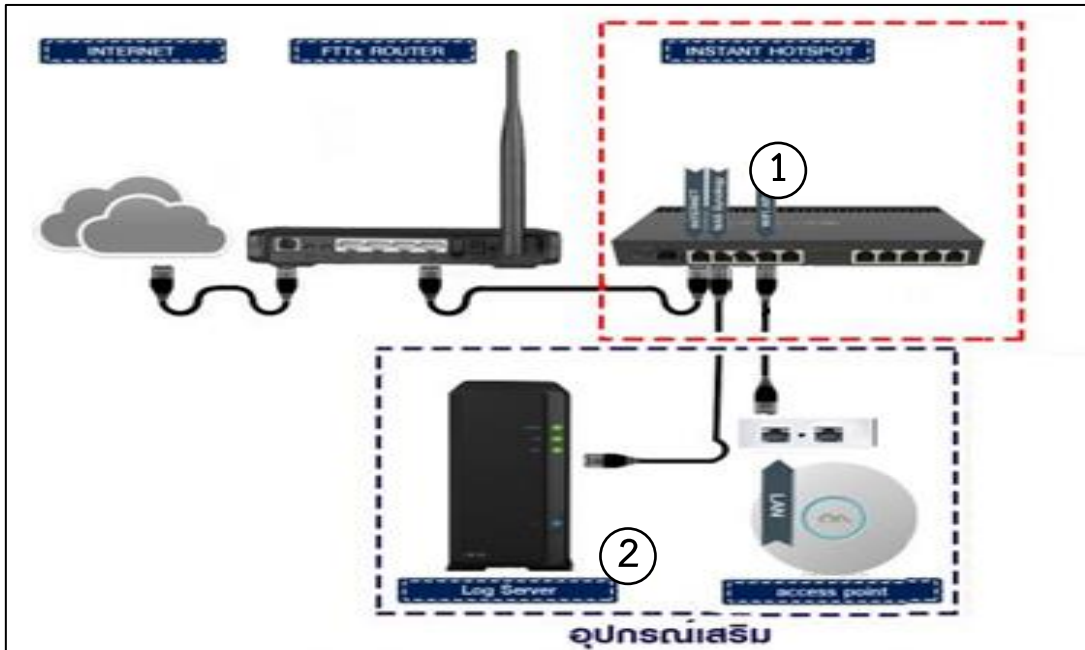 INTERNET
FTTx ROUTER
INSTANT HOTSPOT
1
LAN
2
Log Server
access point
อุปกรณ์เสริม